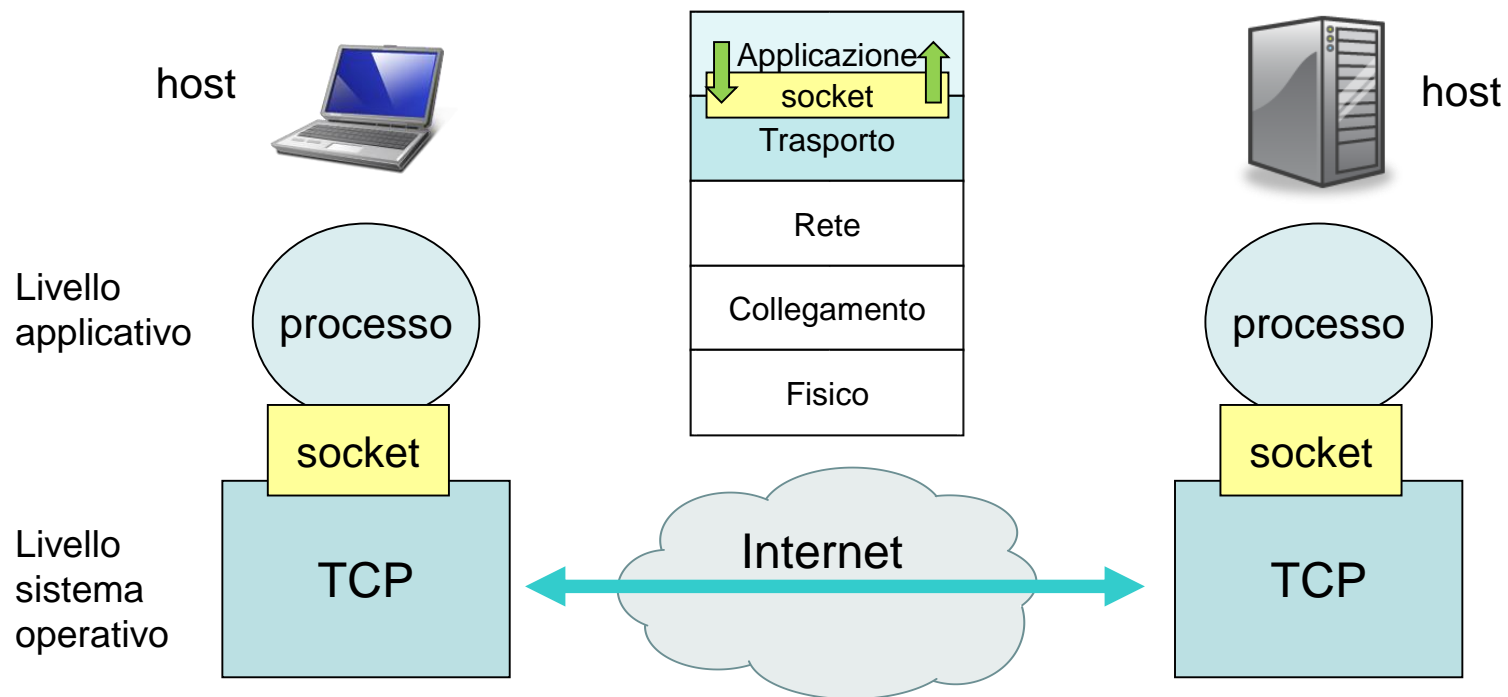 host
Applicazione
socket
Trasporto
Rete
Collegamento
Fisico
host
Livello
applicativo
processo
socket
Livello
sistema
operativo
TCP
Internet
processo
socket
TCP